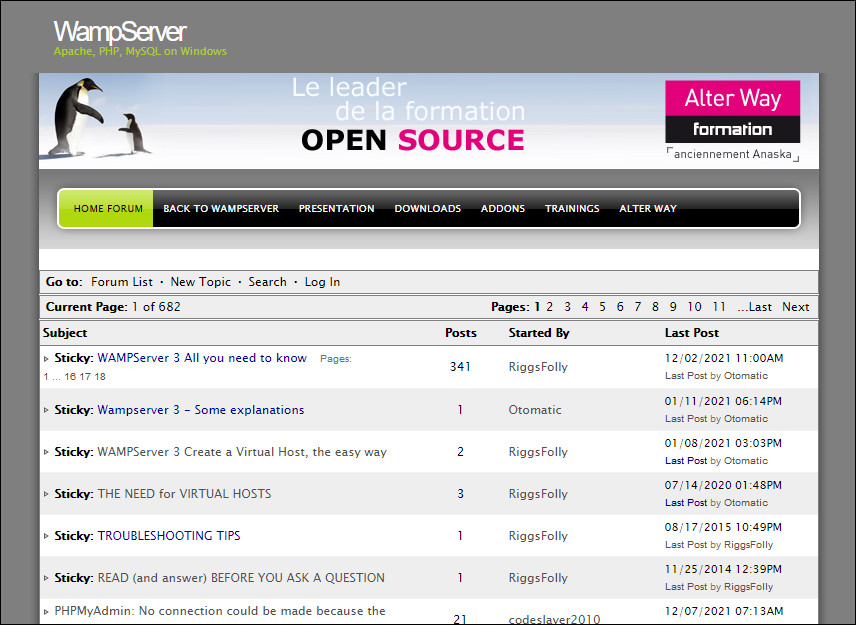 WampServer
Apache, PHP, MySQL on Windows
Le leader
de la formation
OPEN SOURCE
Alter Way
formation
anciennement Anaska
HOME FORUM BACK TO WAMPSERVER PRESENTATION DOWNLOADS ADDONS TRAININGS ALTER WAY
Go to: Forum List · New Topic · Search · Log In
Current Page: 1 of 682 Pages: 1 2 3 4 5 6 7 8 9 10 11 ...Last Next
Subject Posts Started By Last Post
Sticky: WAMPServer 3 All you need to know Pages:
1 ... 16 17 18
341 RiggsFolly
12/02/2021 11:00AM
Last Post by Otomatic
Sticky: Wampserver 3 - Some explanations 1 Otomatic
01/11/2021 06:14PM
Last Post by Otomatic
Sticky: WAMPServer 3 Create a Virtual Host, the easy way 2 RiggsFolly
01/08/2021 03:03PM
Last Post by Otomatic
Sticky: THE NEED for VIRTUAL HOSTS 3 RiggsFolly
07/14/2020 01:48PM
Last Post by Otomatic
Sticky: TROUBLESHOOTING TIPS 1 RiggsFolly
08/17/2015 10:49PM
Last Post by RiggsFolly
Sticky: READ (and answer) BEFORE YOU ASK A QUESTION 1 RiggsFolly
11/25/2014 12:39PM
Last Post by RiggsFolly
PHPMyAdmin: No connection could be made because the
21 codeslayer2010
12/07/2021 07:13AM